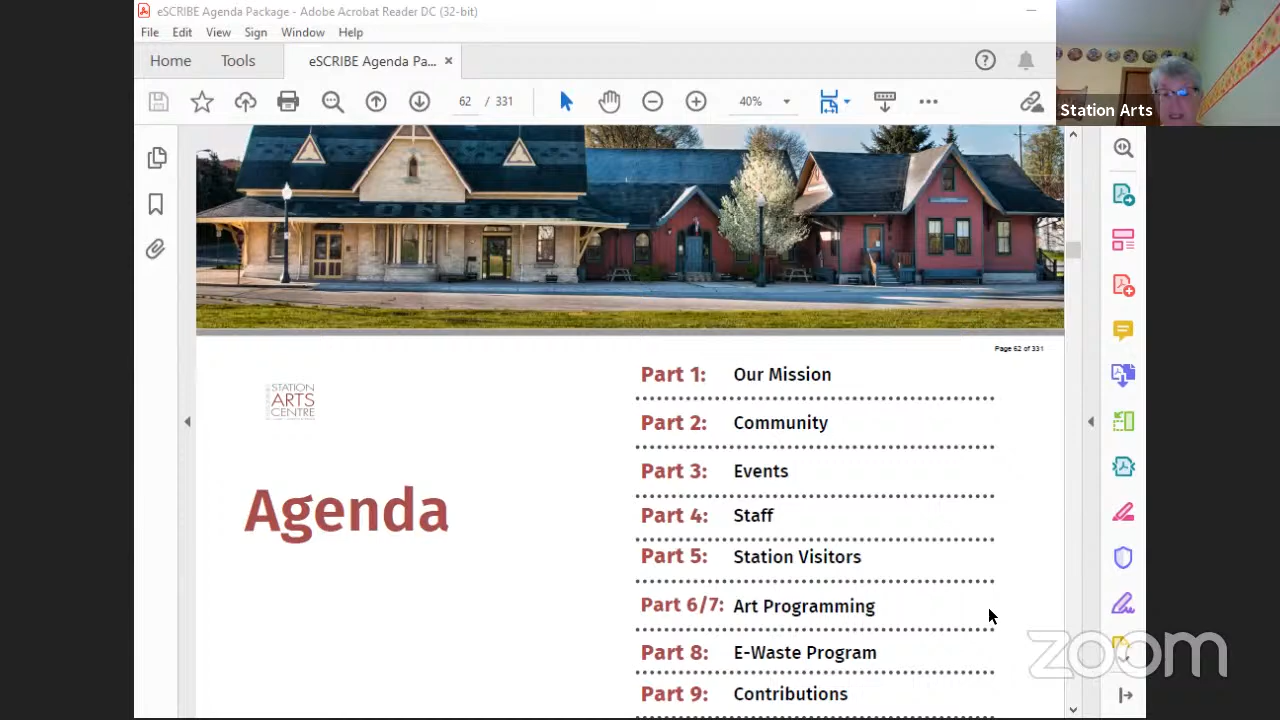 eSCRIBE Agenda Package - Adobe Acrobat Reader DC (32-bit)
File Edit View Sign Window Help
Home Tools eSCRIBE Agenda Pa... ×
62 / 331 40%
Station Arts
Page 62 of 331
STATION
ARTS
CENTRE
Agenda
Part 1: Our Mission
Part 2: Community
Part 3: Events
Part 4: Staff
Part 5: Station Visitors
Part 6/7: Art Programming
Part 8: E-Waste Program
Part 9: Contributions
zoom